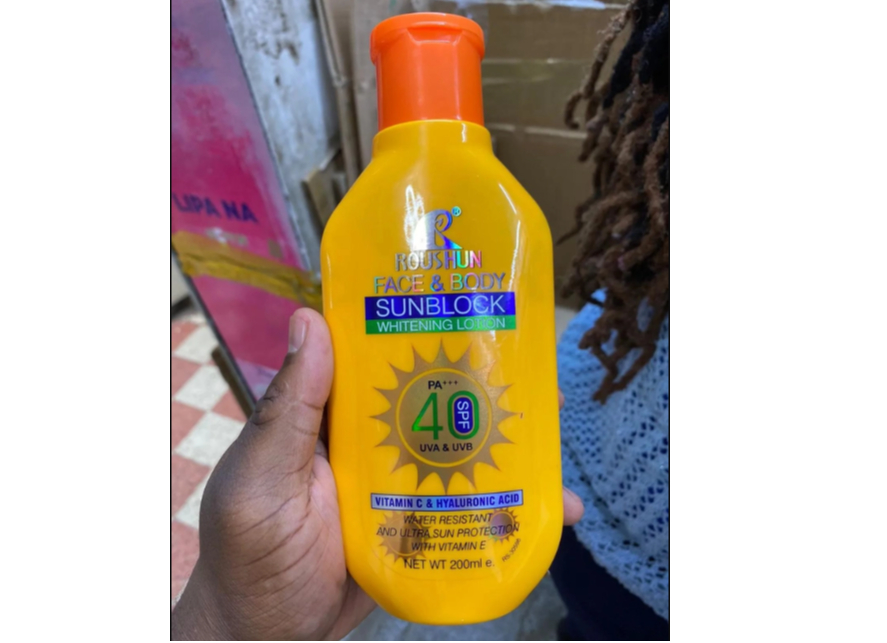 LIPA NA
R®
ROUSHUN
FACE & BODY
SUNBLOCK
WHITENING LOTION
PA+++
40
SPF
UVA & UVB
VITAMIN C & HYALURONIC ACID
WATER RESISTANT
AND ULTRA SUN PROTECTION
WITH VITAMIN E
NET WT 200ml e.